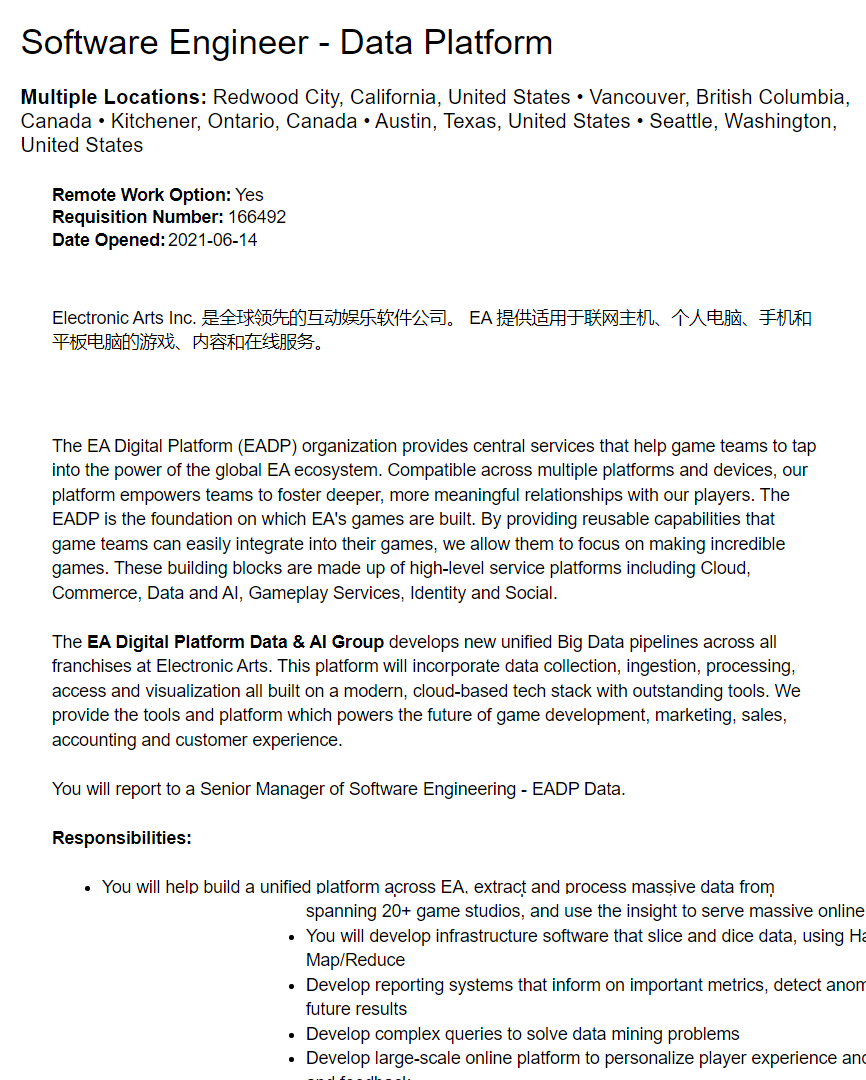 Software Engineer - Data Platform
Multiple Locations: Redwood City, California, United States • Vancouver, British Columbia,
Canada • Kitchener, Ontario, Canada • Austin, Texas, United States • Seattle, Washington,
United States
Remote Work Option: Yes
Requisition Number: 166492
Date Opened: 2021-06-14
Electronic Arts Inc. 是全球领先的互动娱乐软件公司。 EA 提供适用于联网主机、个人电脑、手机和
平板电脑的游戏、内容和在线服务。
The EA Digital Platform (EADP) organization provides central services that help game teams to tap
into the power of the global EA ecosystem. Compatible across multiple platforms and devices, our
platform empowers teams to foster deeper, more meaningful relationships with our players. The
EADP is the foundation on which EA's games are built. By providing reusable capabilities that
game teams can easily integrate into their games, we allow them to focus on making incredible
games. These building blocks are made up of high-level service platforms including Cloud,
Commerce, Data and AI, Gameplay Services, Identity and Social.
The EA Digital Platform Data & AI Group develops new unified Big Data pipelines across all
franchises at Electronic Arts. This platform will incorporate data collection, ingestion, processing,
access and visualization all built on a modern, cloud-based tech stack with outstanding tools. We
provide the tools and platform which powers the future of game development, marketing, sales,
accounting and customer experience.
You will report to a Senior Manager of Software Engineering - EADP Data.
Responsibilities:
• You will help build a unified platform across EA, extract and process massive data from
spanning 20+ game studios, and use the insight to serve massive online
• You will develop infrastructure software that slice and dice data, using Ha
Map/Reduce
• Develop reporting systems that inform on important metrics, detect anom
future results
• Develop complex queries to solve data mining problems
• Develop large-scale online platform to personalize player experience and
and feedback